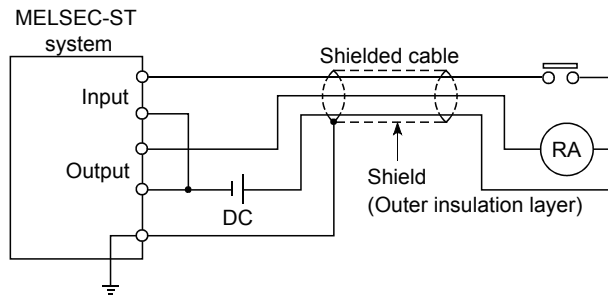 MELSEC-ST
system
Shielded cable
Input
Output
RA
Shield
(Outer insulation layer)
DC